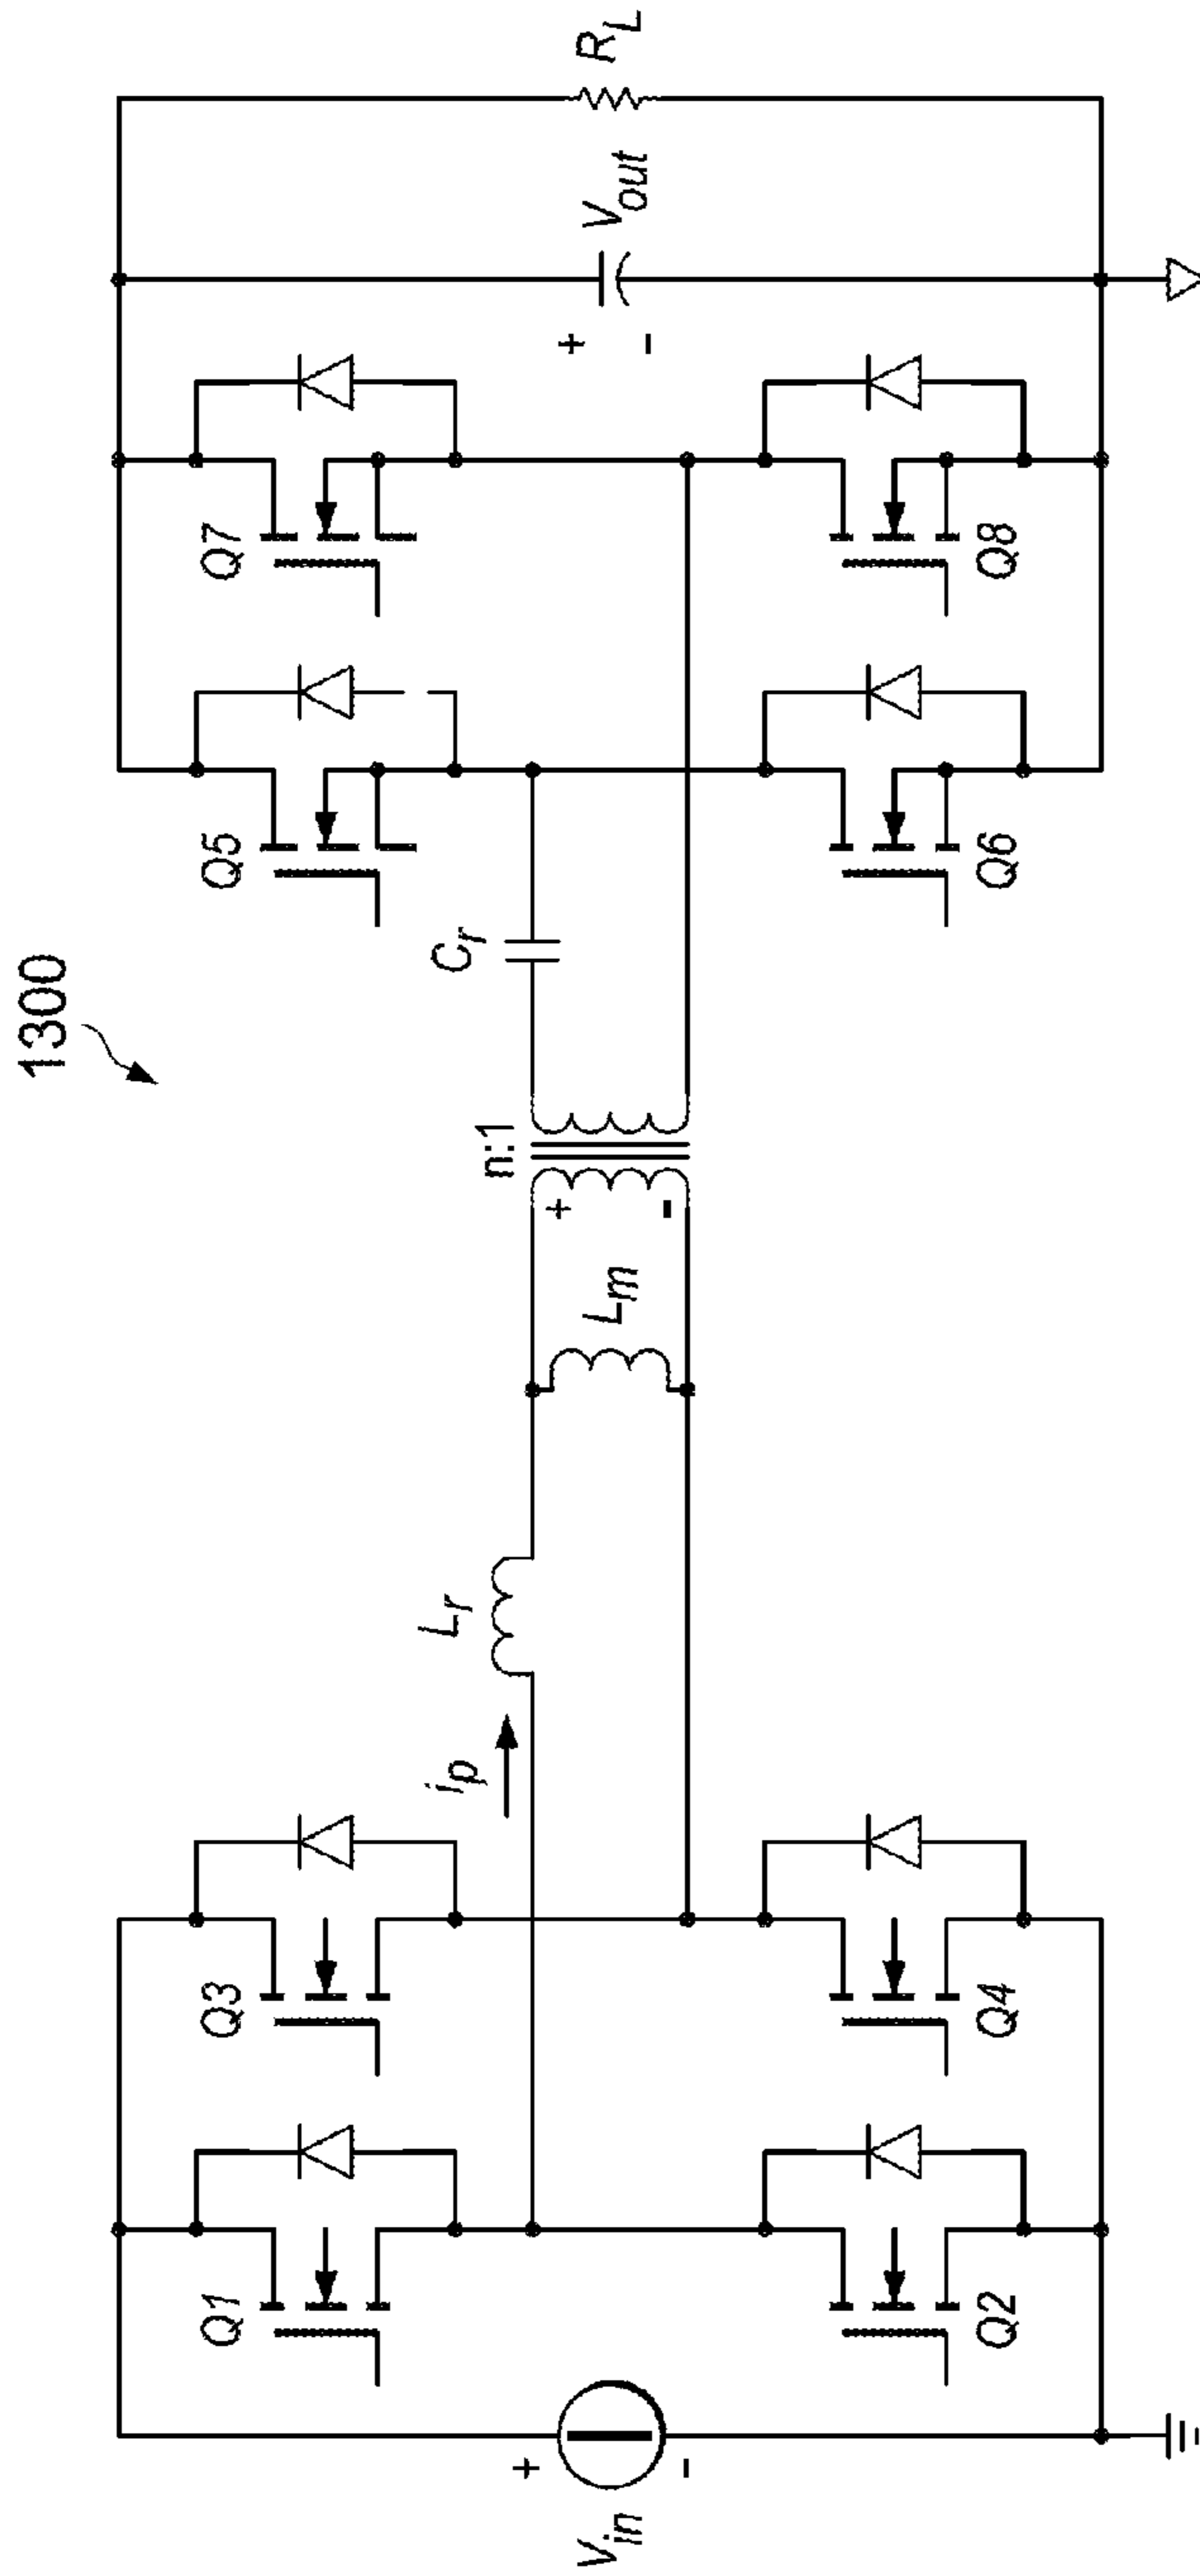 1300
V_in
+
-
Q1
Q2
Q3
Q4
i_p
L_r
L_m
+
-
n:1
C_r
Q5
Q6
Q7
Q8
+
-
V_out
R_L